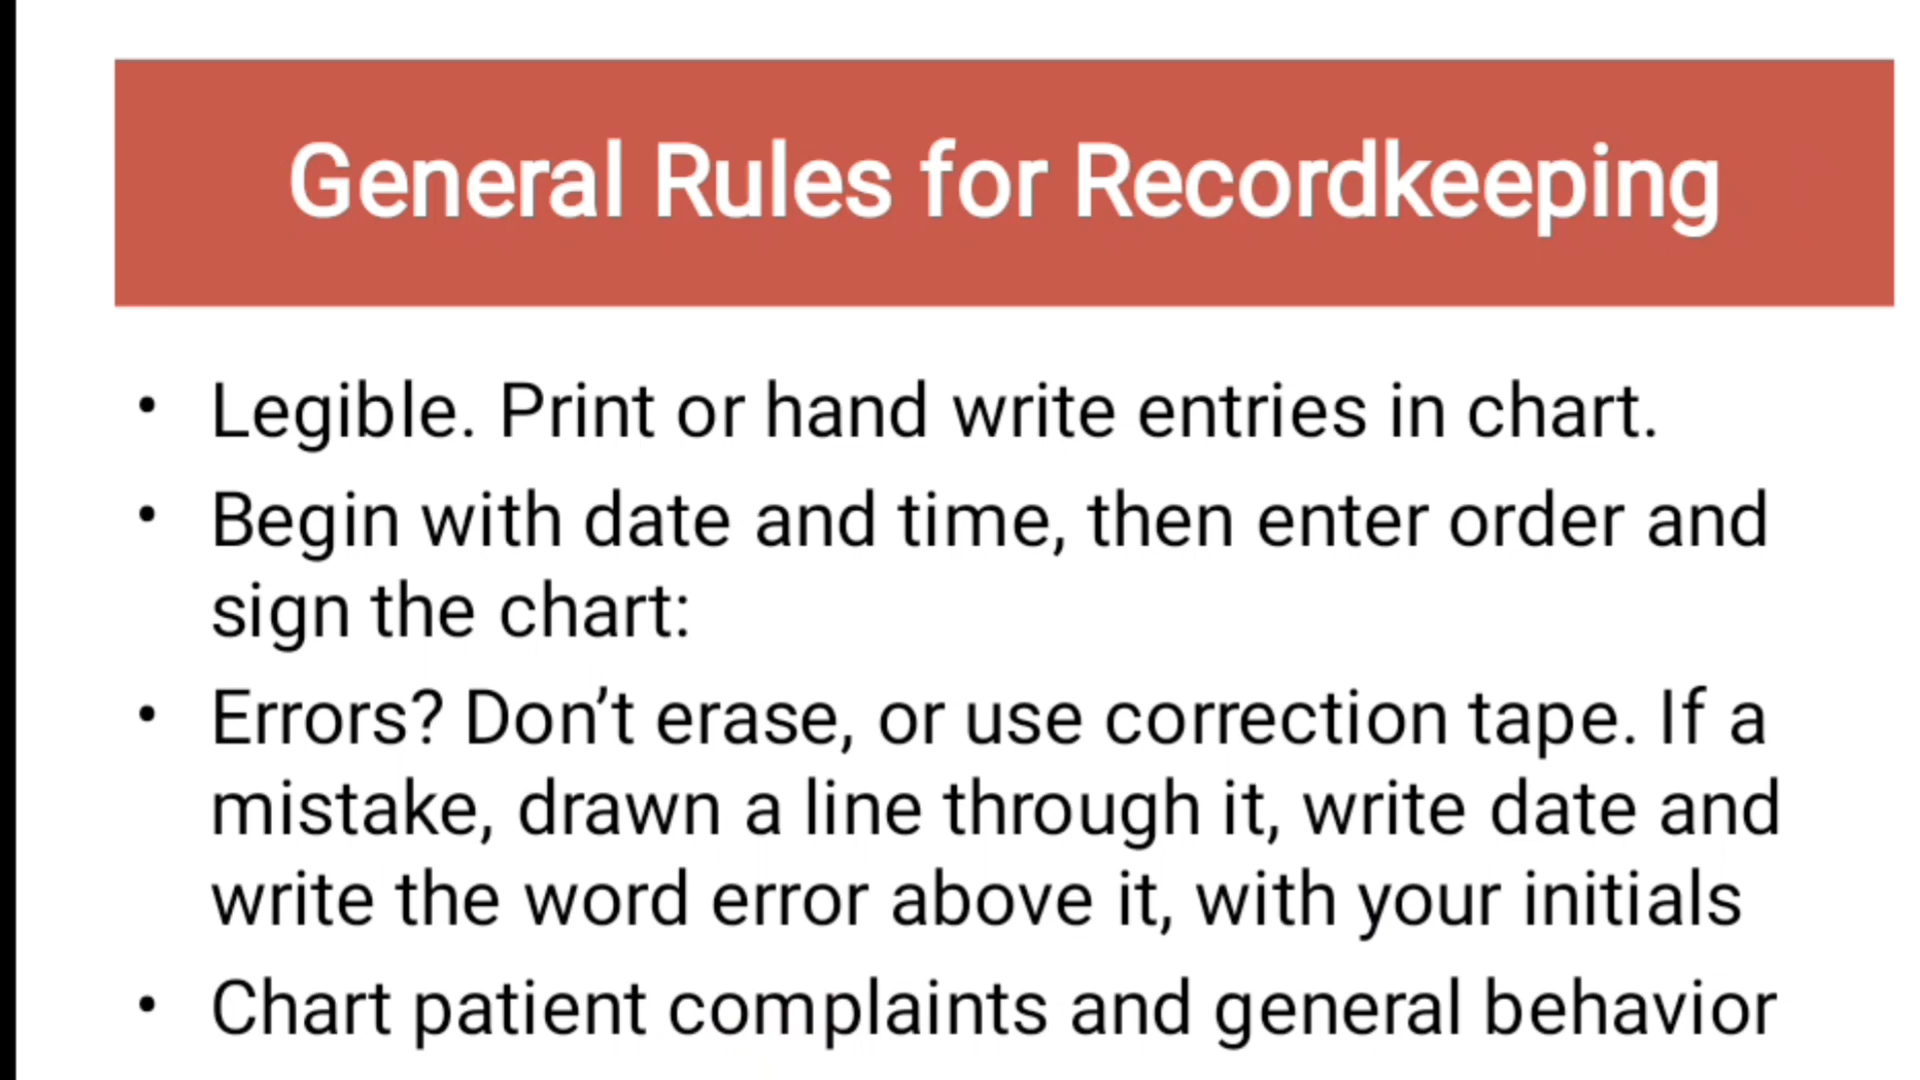 General Rules for Recordkeeping
• Legible. Print or hand write entries in chart.
• Begin with date and time, then enter order and
sign the chart:
• Errors? Don’t erase, or use correction tape. If a
mistake, drawn a line through it, write date and
write the word error above it, with your initials
• Chart patient complaints and general behavior